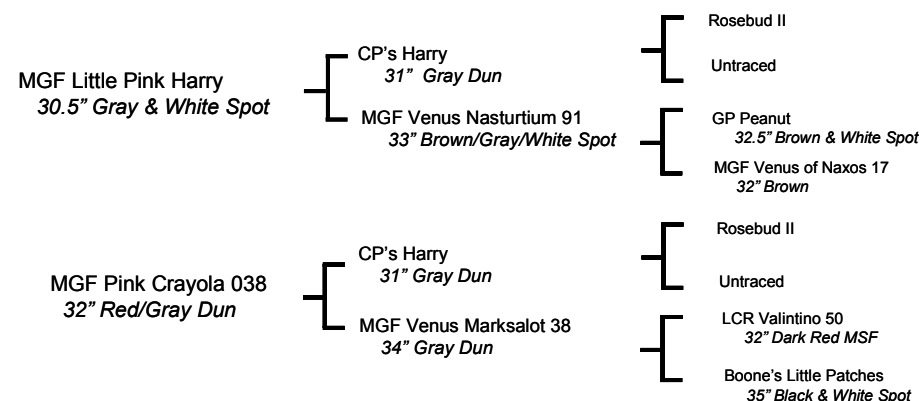 MGF Little Pink Harry
30.5” Gray & White Spot
CP’s Harry
31”  Gray Dun
MGF Venus Nasturtium 91
33” Brown/Gray/White Spot
Rosebud II
Untraced
GP Peanut
32.5” Brown & White Spot
MGF Venus of Naxos 17
32” Brown
MGF Pink Crayola 038
32” Red/Gray Dun
CP’s Harry
31” Gray Dun
MGF Venus Marksalot 38
34” Gray Dun
Rosebud II
Untraced
LCR Valintino 50
32” Dark Red MSF
Boone’s Little Patches
35” Black & White Spot